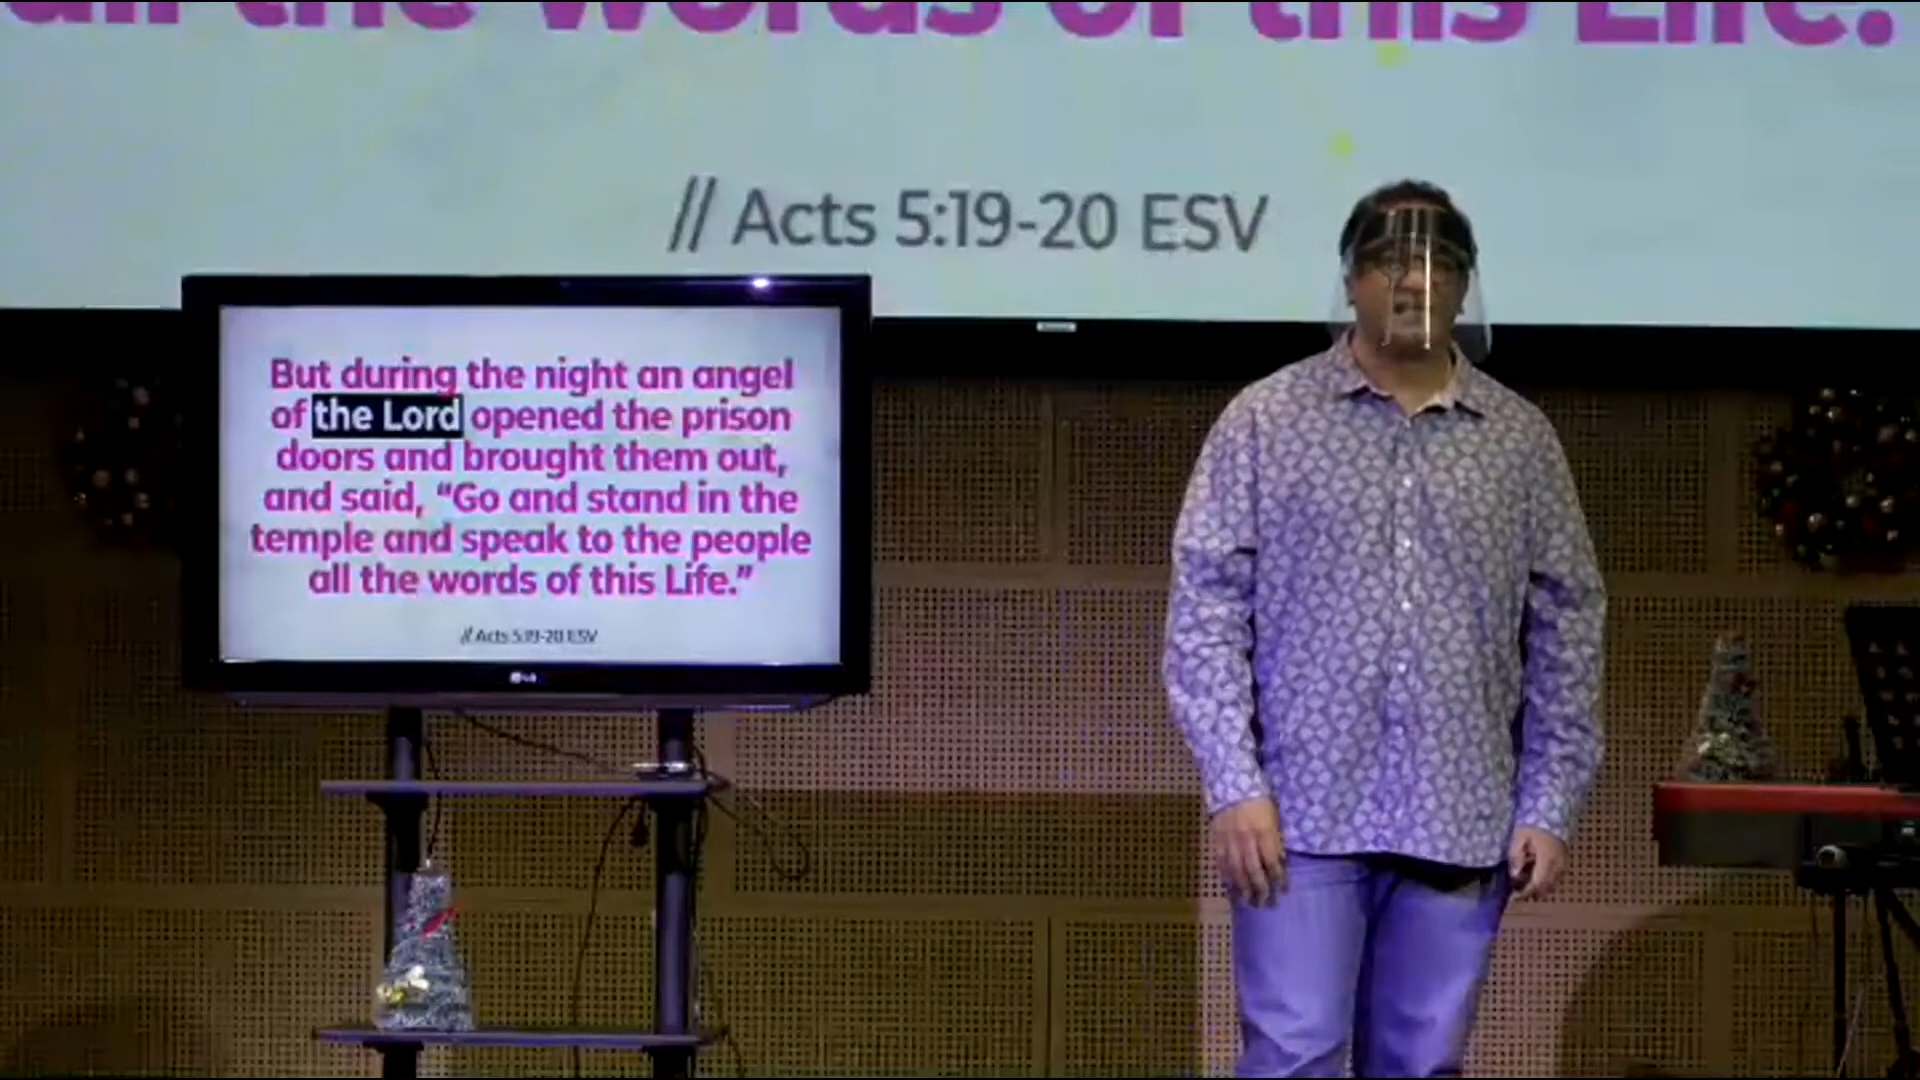 all the words of this Life.
// Acts 5:19-20 ESV
But during the night an angel
of the Lord opened the prison
doors and brought them out,
and said, “Go and stand in the
temple and speak to the people
all the words of this Life.”
// Acts 5:19-20 ESV
LG